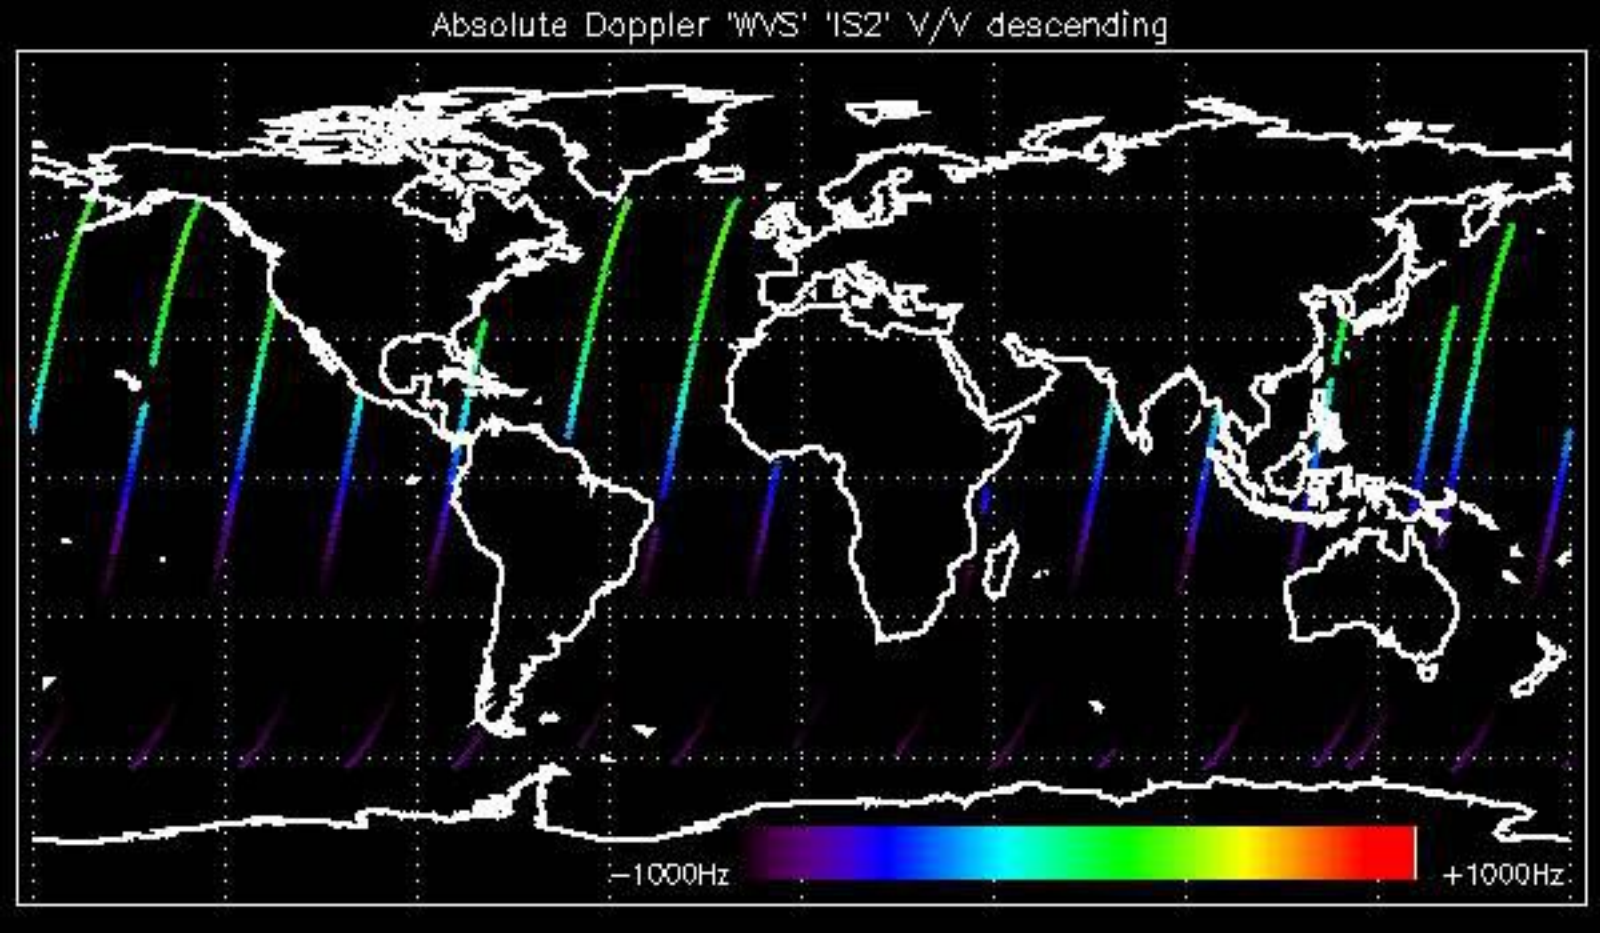 Absolute Doppler 'WVS' 'IS2' V/V descending
-1000Hz +1000Hz